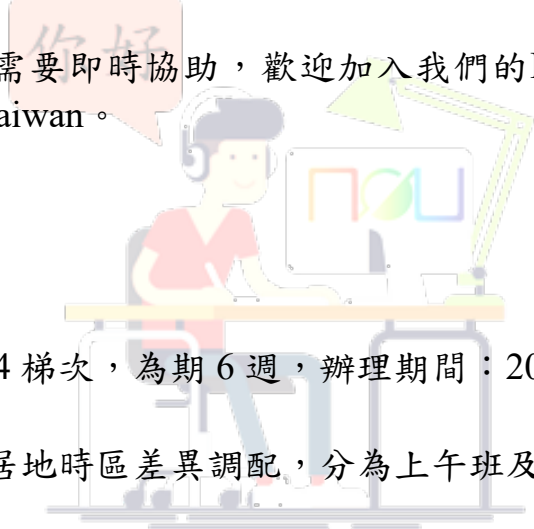 你好
需要即時協助，歡迎加入我們的
aiwan。
nou
4 梯次，為期 6 週，辦理期間：20
居地時區差異調配，分為上午班及